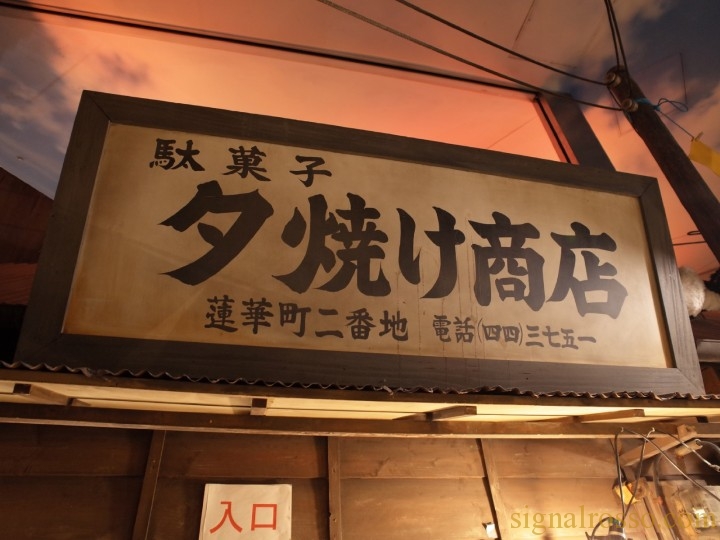 駄菓子
夕焼け商店
蓮華町二番地 電話(四四)三七五一
入口